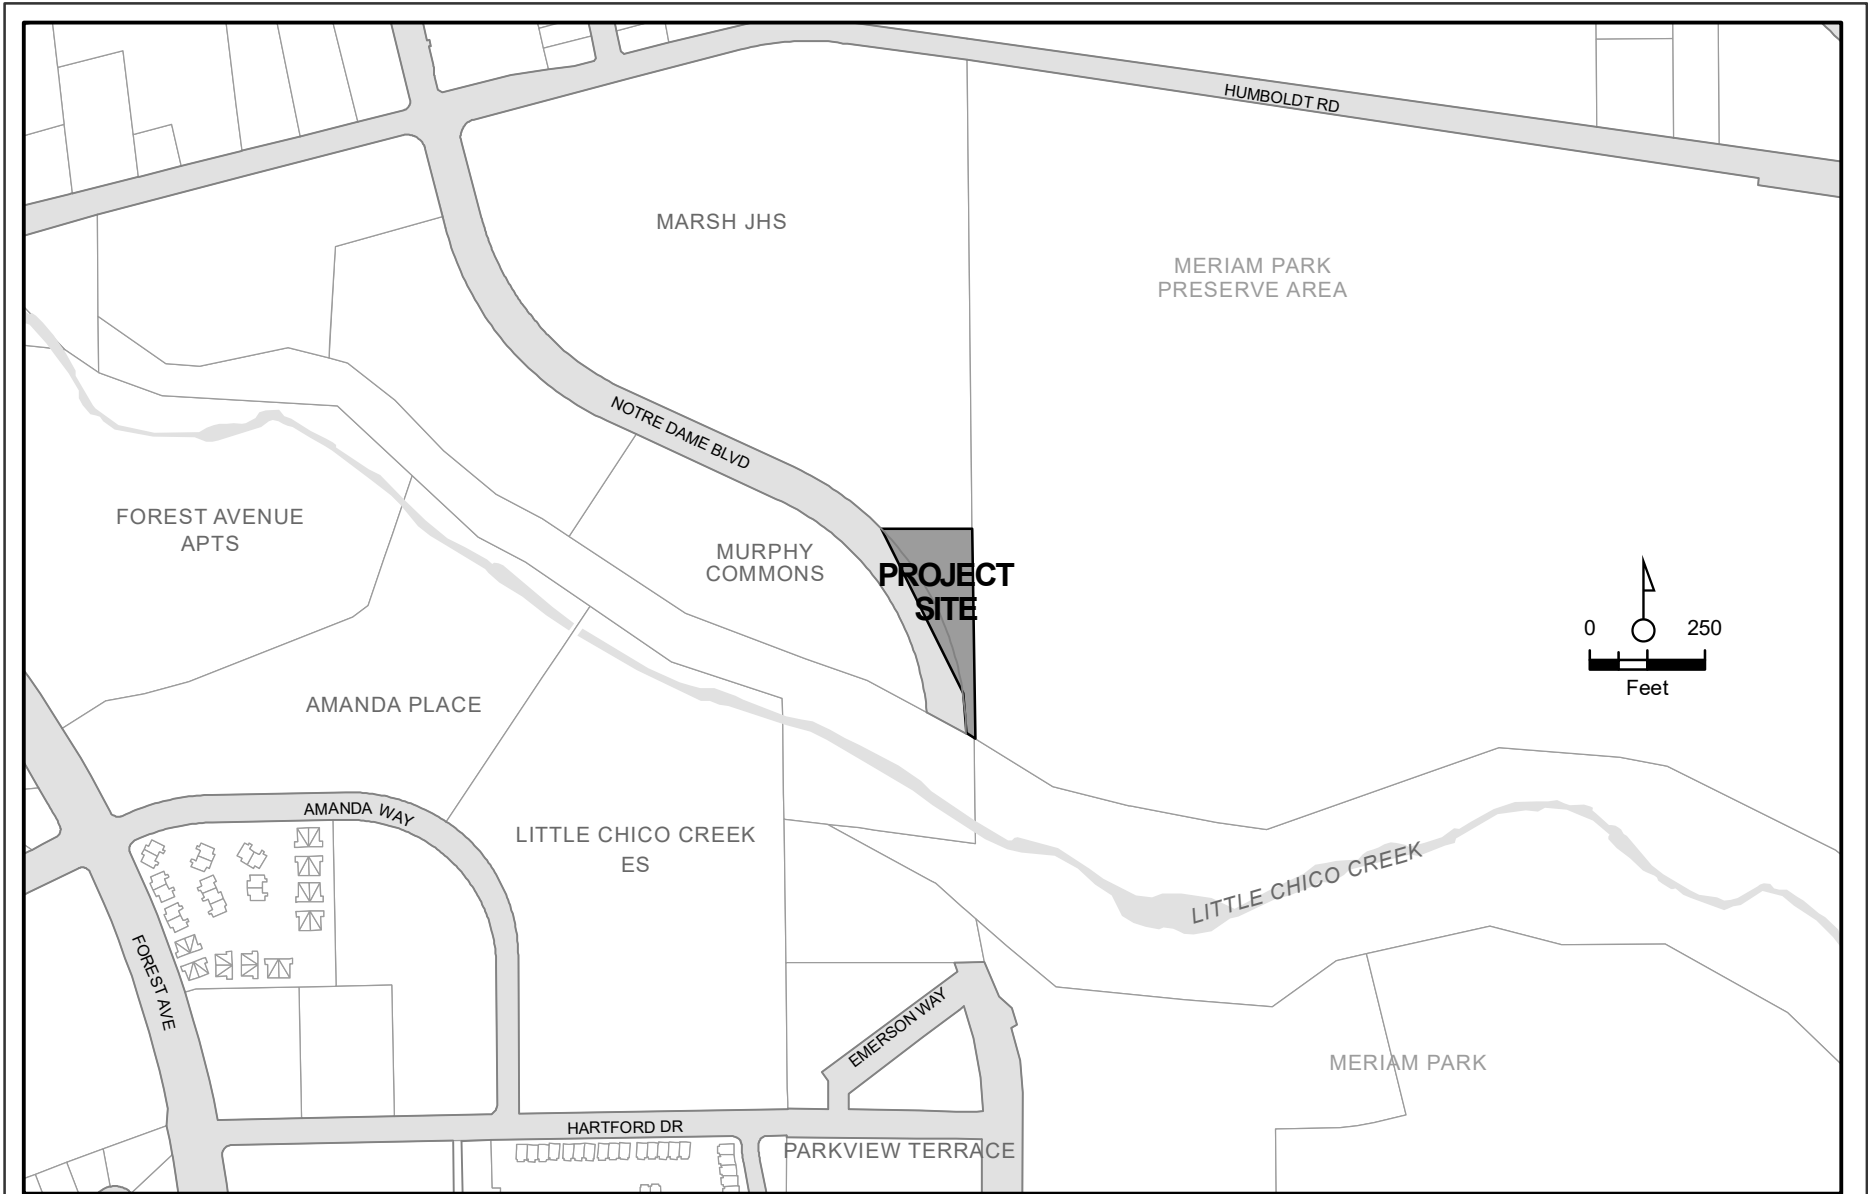 HUMBOLDT RD
MARSH JHS
MERIAM PARK
PRESERVE AREA
NOTRE DAME BLVD
FOREST AVENUE
APTS
MURPHY
COMMONS
PROJECT
SITE
0 250
Feet
AMANDA PLACE
AMANDA WAY
LITTLE CHICO CREEK
ES
LITTLE CHICO CREEK
FOREST AVE
EMERSON WAY
MERIAM PARK
HARTFORD DR
PARKVIEW TERRACE